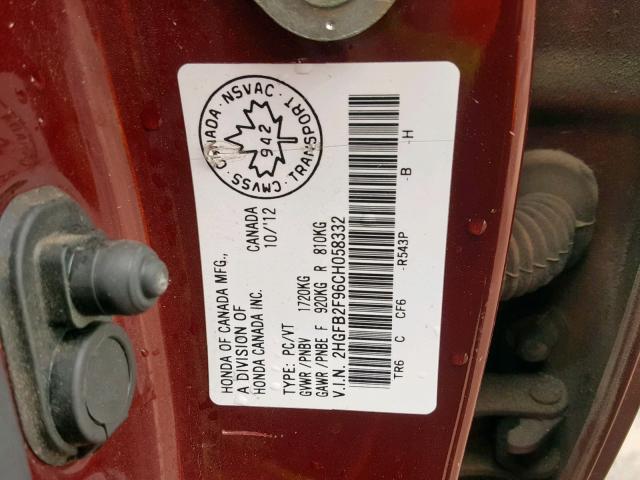 CANADA · NSVAC · TRANSPORT · CMVSS ·
942
HONDA OF CANADA MFG.,
A DIVISION OF CANADA
HONDA CANADA INC. 10/'12
TYPE: PC/VT
GVWR/PNBV 1720KG
GAWR/PNBE F 920KG R 810KG
V.I.N. 2HGFB2F96CH058332
TR6 C CF6 -R543P -B -H
C